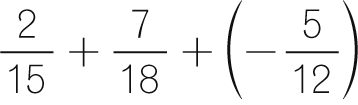 2/15 + 7/18 + (− 5/12)